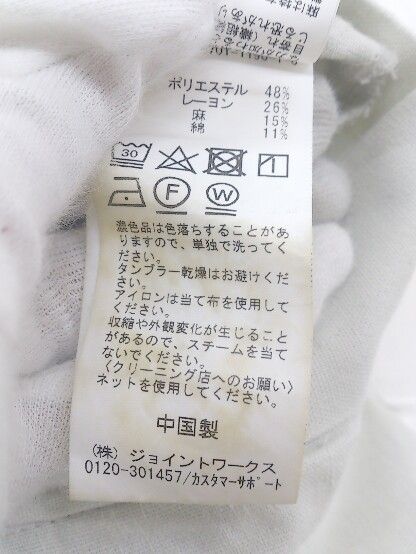 ポリエステル 48%
レーヨン 26%
麻 15%
綿 11%
30
F W
濃色品は色落ちすることがあ
りますので、単独で洗ってく
ださい。
タンブラー乾燥はお避けくだ
さい。
アイロンは当て布を使用して
ください。
収縮や外観変化が生じること
があるので、スチームを当て
ないでください。
〈クリーニング店へのお願い〉
ネットを使用してください。
中国製
(株) ジョイントワークス
0120-301457/カスタマーサポート